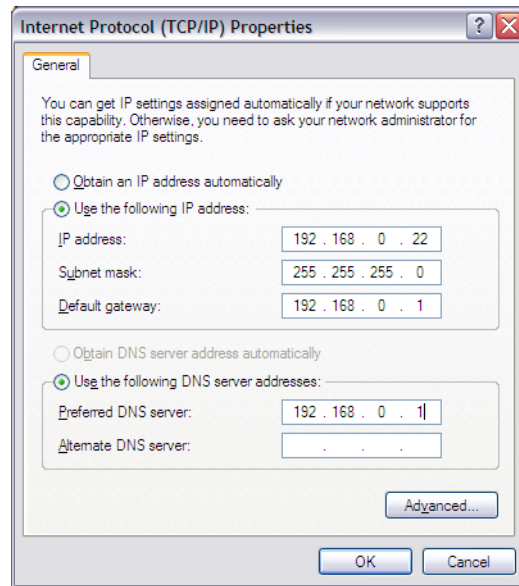 Internet Protocol (TCP/IP) Properties
General
You can get IP settings assigned automatically if your network supports
this capability. Otherwise, you need to ask your network administrator for
the appropriate IP settings.
Obtain an IP address automatically
Use the following IP address:
IP address: 192 . 168 . 0 . 22
Subnet mask: 255 . 255 . 255 . 0
Default gateway: 192 . 168 . 0 . 1
Obtain DNS server address automatically
Use the following DNS server addresses:
Preferred DNS server: 192 . 168 . 0 . 1
Alternate DNS server: . . .
Advanced...
OK Cancel